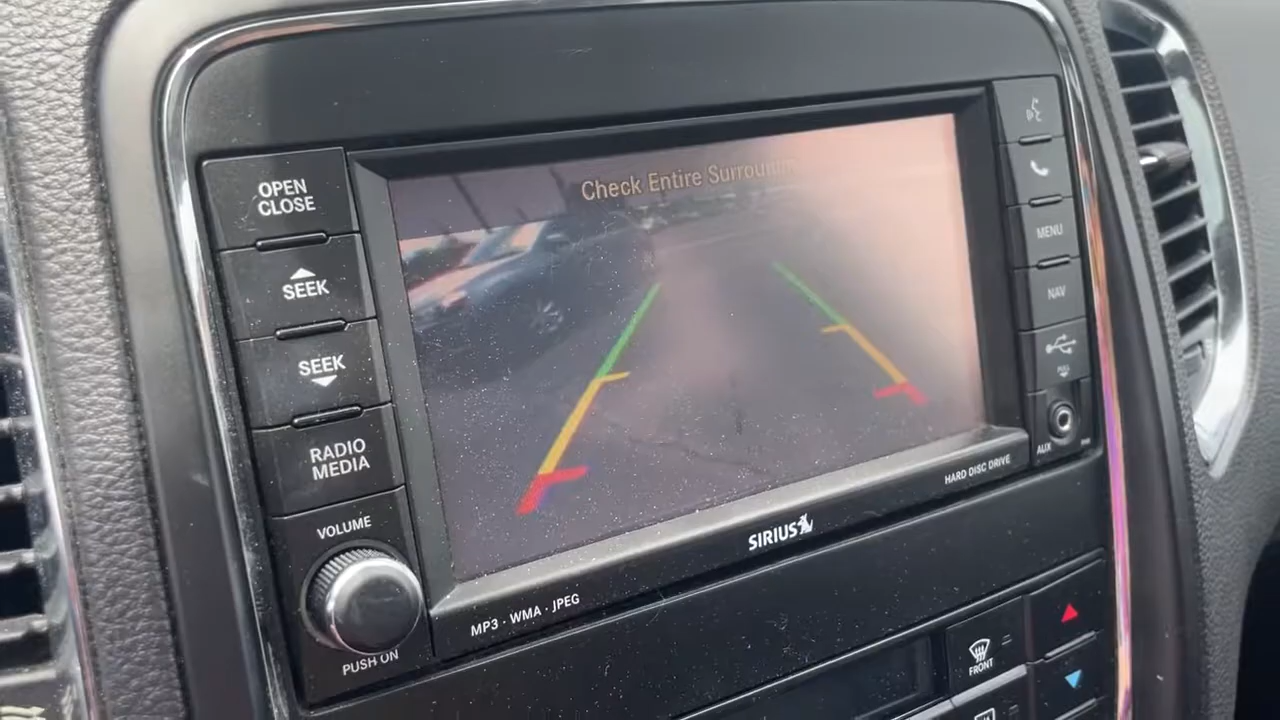 OPEN
CLOSE
SEEK
SEEK
RADIO
MEDIA
VOLUME
PUSH ON
Check Entire
MENU
NAV
AUX
HARD DISC DRIVE
SIRIUS
MP3 · WMA · JPEG
FRONT